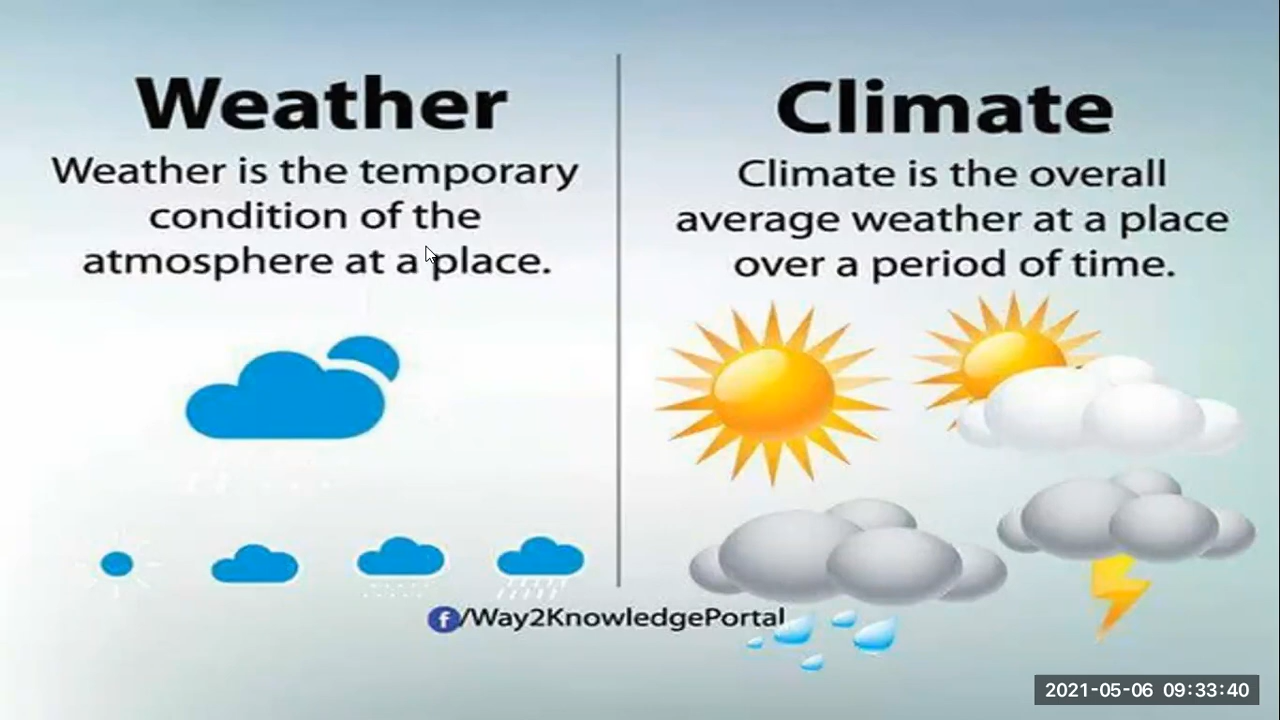 Weather
Weather is the temporary
condition of the
atmosphere at a place.
Climate
Climate is the overall
average weather at a place
over a period of time.
f/Way2KnowledgePortal
2021-05-06 09:33:40